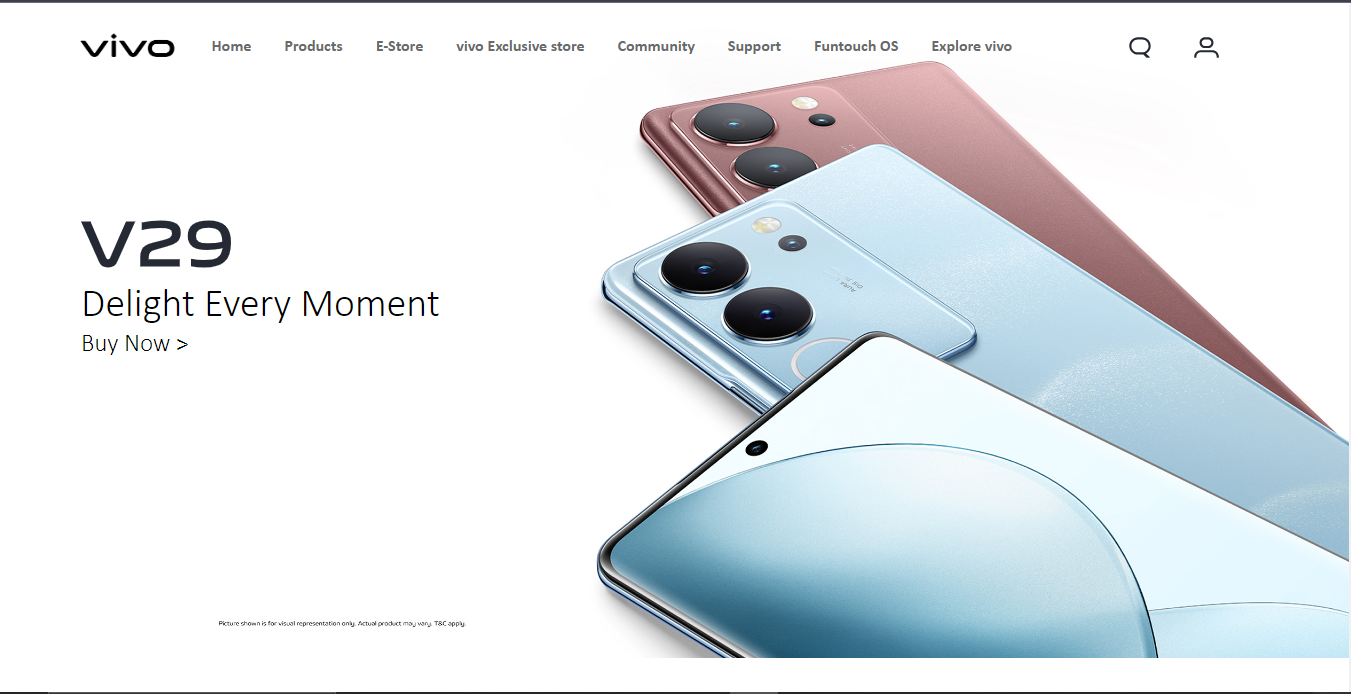 vivo
Home Products E-Store vivo Exclusive store Community Support Funtouch OS Explore vivo
V29
Delight Every Moment
Buy Now >
Picture shown is for visual representation only. Actual product may vary. T&C apply.